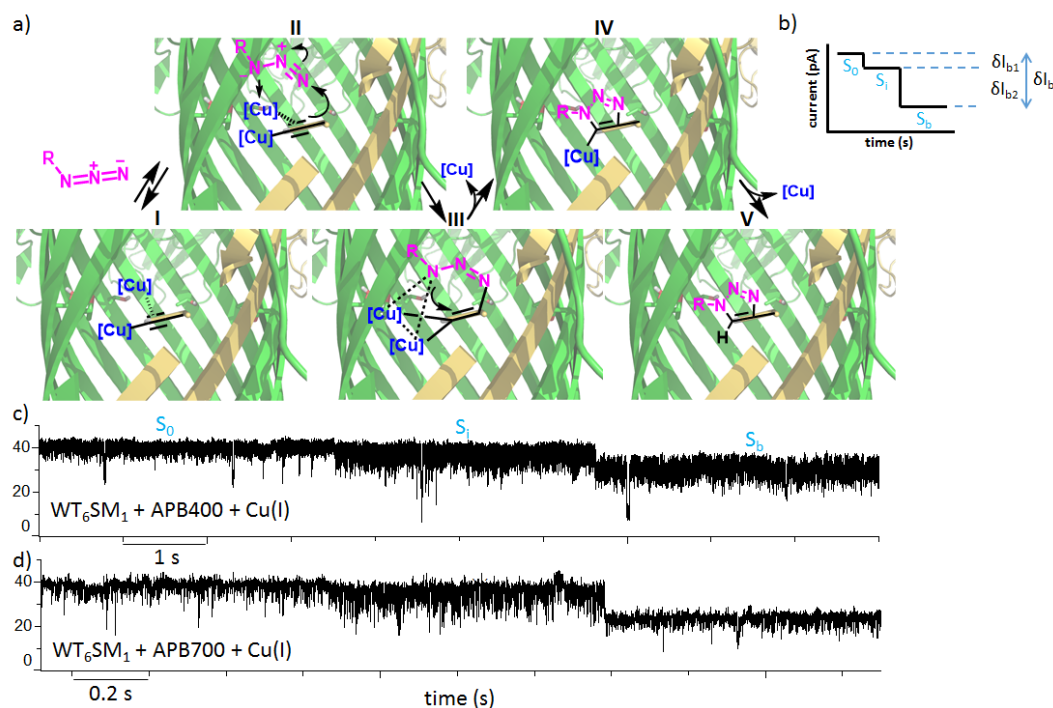 a)
II
IV
b)
R
N
–
N
+
N
[Cu]
[Cu]
R–N
N
N
[Cu]
current (pA)
S0
Si
Sb
δIb1
δIb2
δIb
time (s)
R
N=N=N
+
–
[Cu]
[Cu]
I
III
V
[Cu]
[Cu]
R
N
N
N
[Cu]
[Cu]
R
N
N
N
H
c)
40
20
0
S0
Si
Sb
WT6SM1 + APB400 + Cu(I)
1 s
d)
40
20
0
WT6SM1 + APB700 + Cu(I)
0.2 s
time (s)